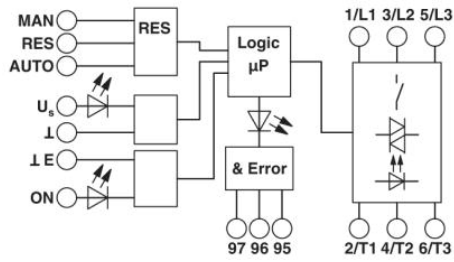 MAN
RES
AUTO
RES
Us
⊥
⊥ E
ON
Logic
µP
& Error
97 96 95
1/L1 3/L2 5/L3
2/T1 4/T2 6/T3